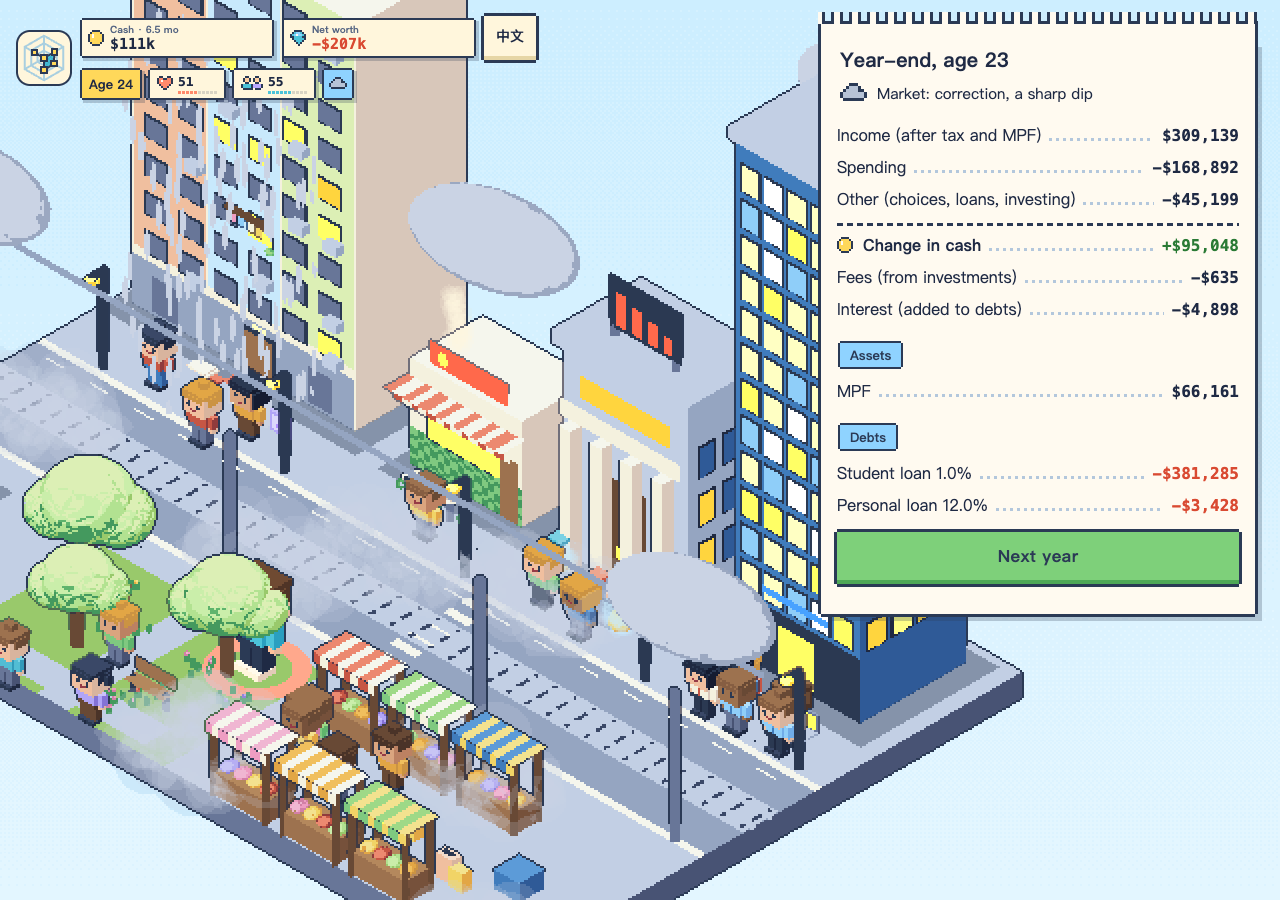 Cash · 6.5 mo
$111k
Net worth
−$207k
中文
Age 24
51
55
Year-end, age 23
Market: correction, a sharp dip
Income (after tax and MPF) $309,139
Spending −$168,892
Other (choices, loans, investing) −$45,199
Change in cash +$95,048
Fees (from investments) −$635
Interest (added to debts) −$4,898
Assets
MPF $66,161
Debts
Student loan 1.0% −$381,285
Personal loan 12.0% −$3,428
Next year